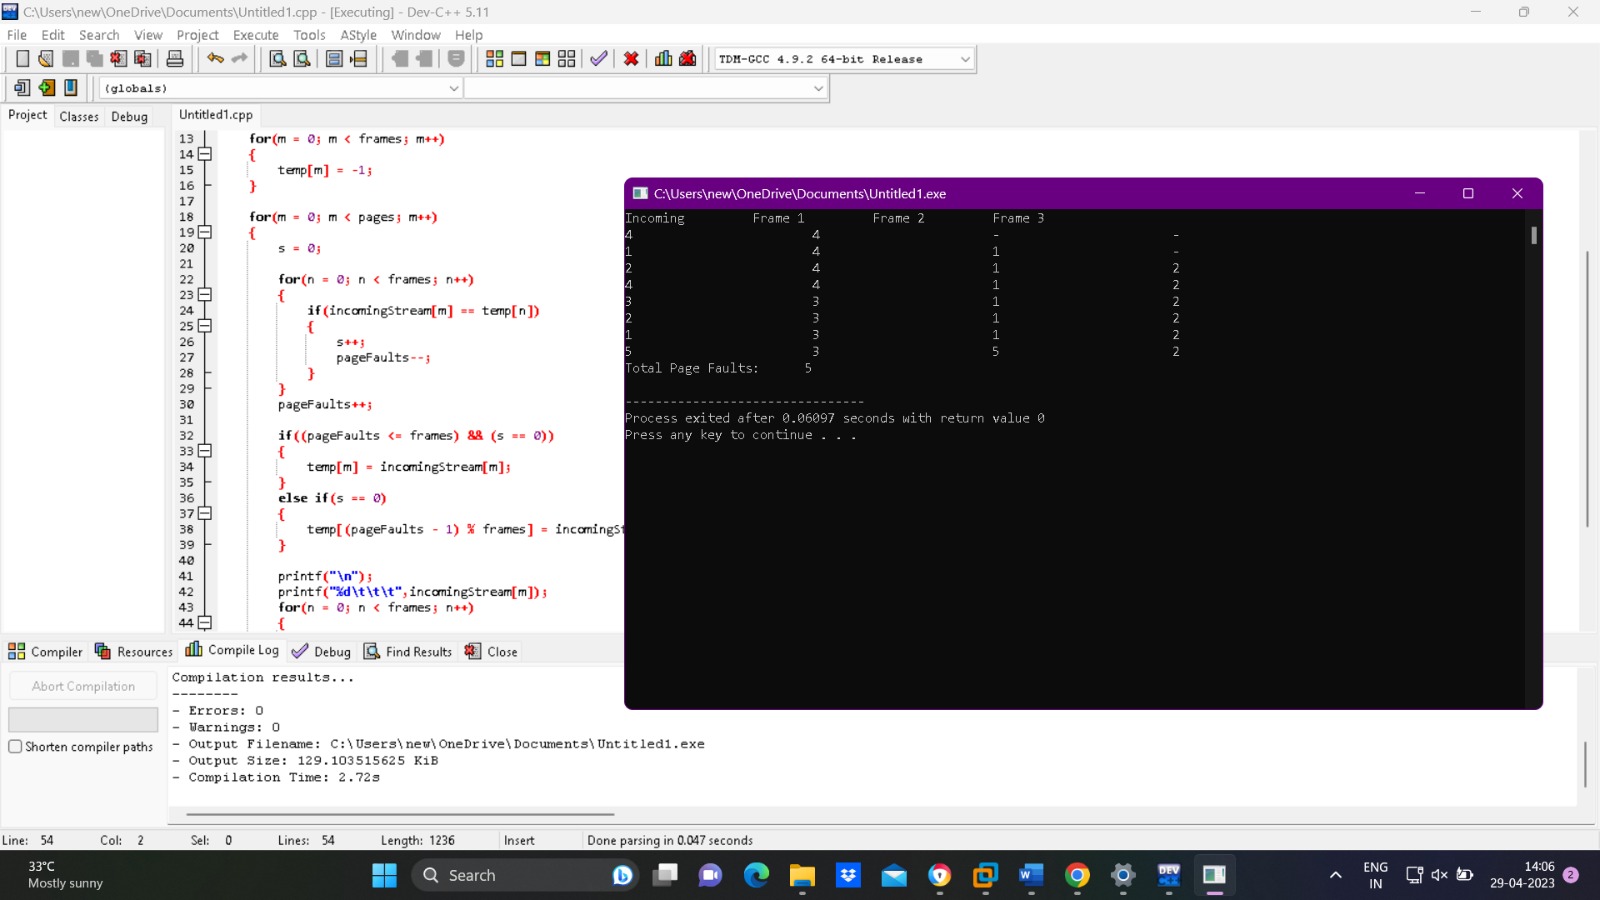 C:\Users\new\OneDrive\Documents\Untitled1.cpp - [Executing] - Dev-C++ 5.11
File Edit Search View Project Execute Tools AStyle Window Help
TDM-GCC 4.9.2 64-bit Release
(globals)
Project Classes Debug
Untitled1.cpp
13 for(m = 0; m < frames; m++)
14 {
15 temp[m] = -1;
16 }
17
18 for(m = 0; m < pages; m++)
19 {
20 s = 0;
21
22 for(n = 0; n < frames; n++)
23 {
24 if(incomingStream[m] == temp[n])
25 {
26 s++;
27 pageFaults--;
28 }
29 }
30 pageFaults++;
31
32 if((pageFaults <= frames) && (s == 0))
33 {
34 temp[m] = incomingStream[m];
35 }
36 else if(s == 0)
37 {
38 temp[(pageFaults - 1) % frames] = incomingSt
39 }
40
41 printf("\n");
42 printf("%d\t\t\t",incomingStream[m]);
43 for(n = 0; n < frames; n++)
44 {
C:\Users\new\OneDrive\Documents\Untitled1.exe
Incoming Frame 1 Frame 2 Frame 3
4 4 - -
1 4 1 -
2 4 1 2
4 4 1 2
3 3 1 2
2 3 1 2
1 3 1 2
5 3 5 2
Total Page Faults: 5
--------------------------------
Process exited after 0.06097 seconds with return value 0
Press any key to continue . . .
Compiler Resources Compile Log Debug Find Results Close
Abort Compilation
Shorten compiler paths
Compilation results...
--------
- Errors: 0
- Warnings: 0
- Output Filename: C:\Users\new\OneDrive\Documents\Untitled1.exe
- Output Size: 129.103515625 KiB
- Compilation Time: 2.72s
Line: 54 Col: 2 Sel: 0 Lines: 54 Length: 1236 Insert Done parsing in 0.047 seconds
33°C
Mostly sunny
Search
DEV
ENG
IN
14:06
29-04-2023
2